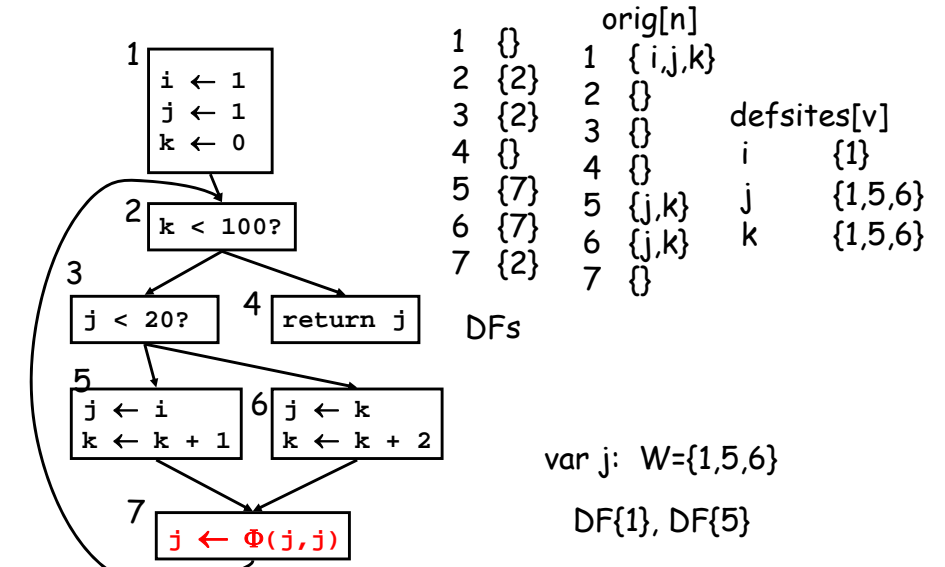 1
i ← 1
j ← 1
k ← 0
2
k < 100?
3
j < 20?
4
return j
5
j ← i
k ← k + 1
6
j ← k
k ← k + 2
7
j ← Φ(j,j)
1 {}
2 {2}
3 {2}
4 {}
5 {7}
6 {7}
7 {2}
DFs
orig[n]
1 { i,j,k}
2 {}
3 {}
4 {}
5 {j,k}
6 {j,k}
7 {}
defsites[v]
i {1}
j {1,5,6}
k {1,5,6}
var j: W={1,5,6}
DF{1}, DF{5}